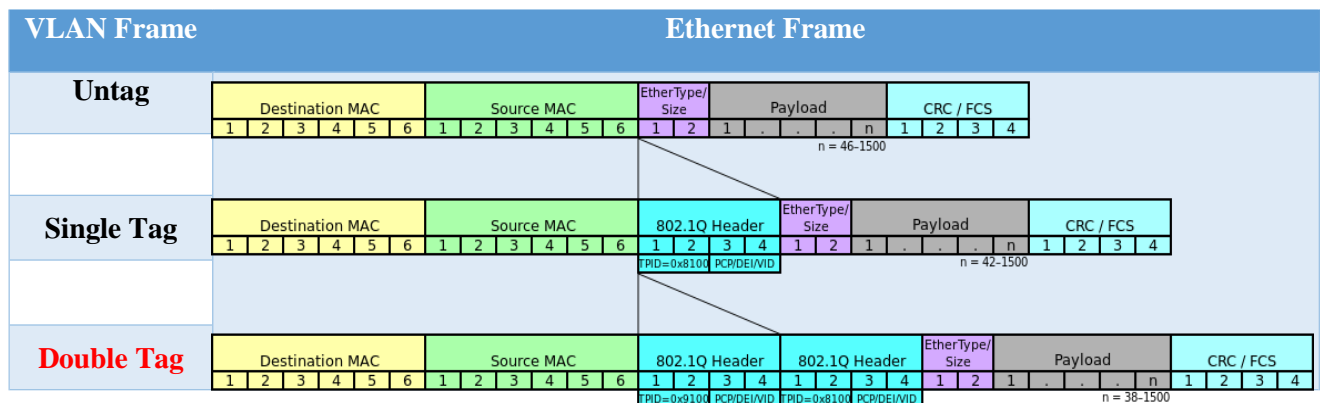 VLAN Frame Ethernet Frame
Untag
Destination MAC Source MAC EtherType/ Size Payload CRC / FCS
1 2 3 4 5 6 1 2 3 4 5 6 1 2 1 . . . n 1 2 3 4
n = 46–1500
Single Tag
Destination MAC Source MAC 802.1Q Header EtherType/ Size Payload CRC / FCS
1 2 3 4 5 6 1 2 3 4 5 6 1 2 3 4 1 2 1 . . . n 1 2 3 4
TPID=0x8100 PCP/DEI/VID n = 42–1500
Double Tag
Destination MAC Source MAC 802.1Q Header 802.1Q Header EtherType/ Size Payload CRC / FCS
1 2 3 4 5 6 1 2 3 4 5 6 1 2 3 4 1 2 3 4 1 2 1 . . . n 1 2 3 4
TPID=0x9100 PCP/DEI/VID TPID=0x8100 PCP/DEI/VID n = 38–1500